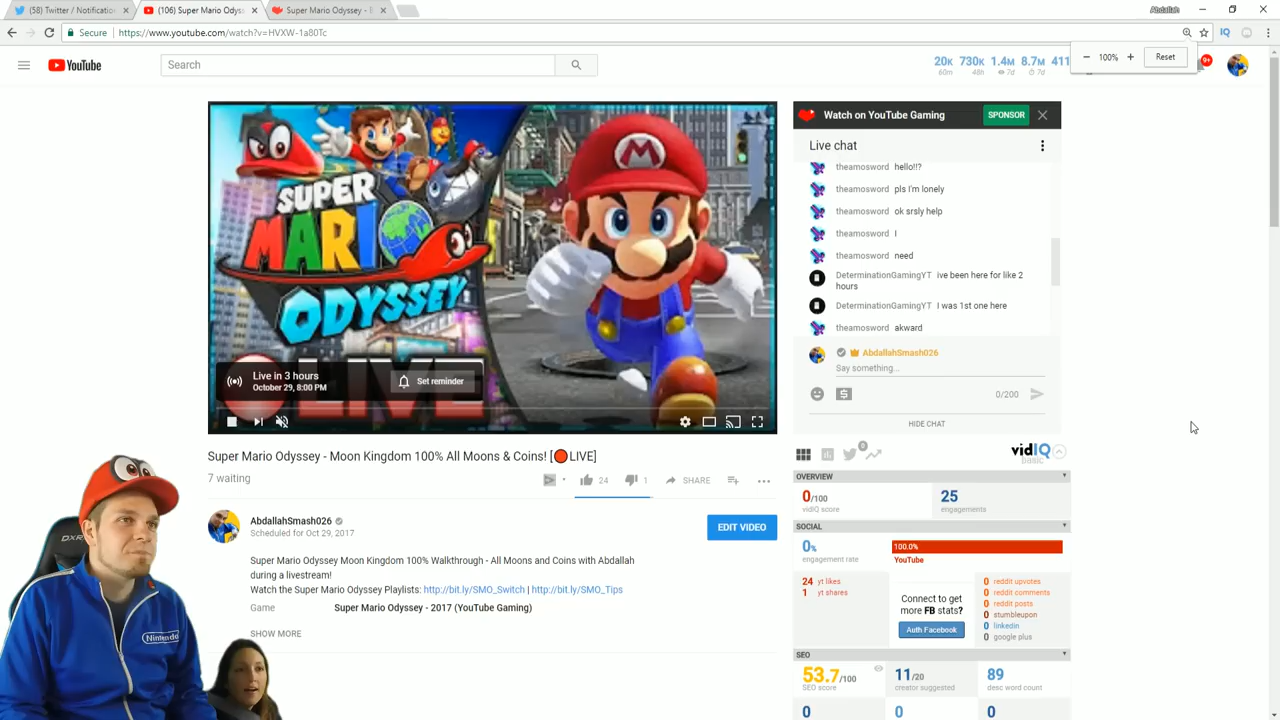 (58) Twitter / Notification
(106) Super Mario Odys
Super Mario Odyssey -
Abdallah
Secure
https://www.youtube.com/watch?v=HVXW-1a80Tc
IQ
YouTube
Search
20K 730K 1.4M 8.7M 411
60m 48h 7d 7d
100%
Reset
9+
SUPER
MARIO
ODYSSEY
LIVE
M
Live in 3 hours
October 29, 8:00 PM
Set reminder
Watch on YouTube Gaming
SPONSOR
Live chat
theamosword hello!!?
theamosword pls I'm lonely
theamosword ok srsly help
theamosword I
theamosword need
DeterminationGamingYT ive been here for like 2
hours
DeterminationGamingYT I was 1st one here
theamosword akward
AbdallahSmash026
Say something...
0/200
HIDE CHAT
Super Mario Odyssey - Moon Kingdom 100% All Moons & Coins! [🔴LIVE]
7 waiting
24
1
SHARE
AbdallahSmash026
Scheduled for Oct 29, 2017
EDIT VIDEO
Super Mario Odyssey Moon Kingdom 100% Walkthrough - All Moons and Coins with Abdallah
during a livestream!
Watch the Super Mario Odyssey Playlists: http://bit.ly/SMO_Switch | http://bit.ly/SMO_Tips
Game Super Mario Odyssey - 2017 (YouTube Gaming)
SHOW MORE
0
vidIQ
basic
OVERVIEW
0/100
vidIQ score
25
engagements
SOCIAL
0%
engagement rate
100.0%
YouTube
24 yt likes
1 yt shares
Connect to get
more FB stats?
Auth Facebook
0 reddit upvotes
0 reddit comments
0 reddit posts
0 stumbleupon
0 linkedin
0 google plus
SEO
53.7/100
SEO score
11/20
creator suggested
89
desc word count
0
0
0
DXR
Nintendo